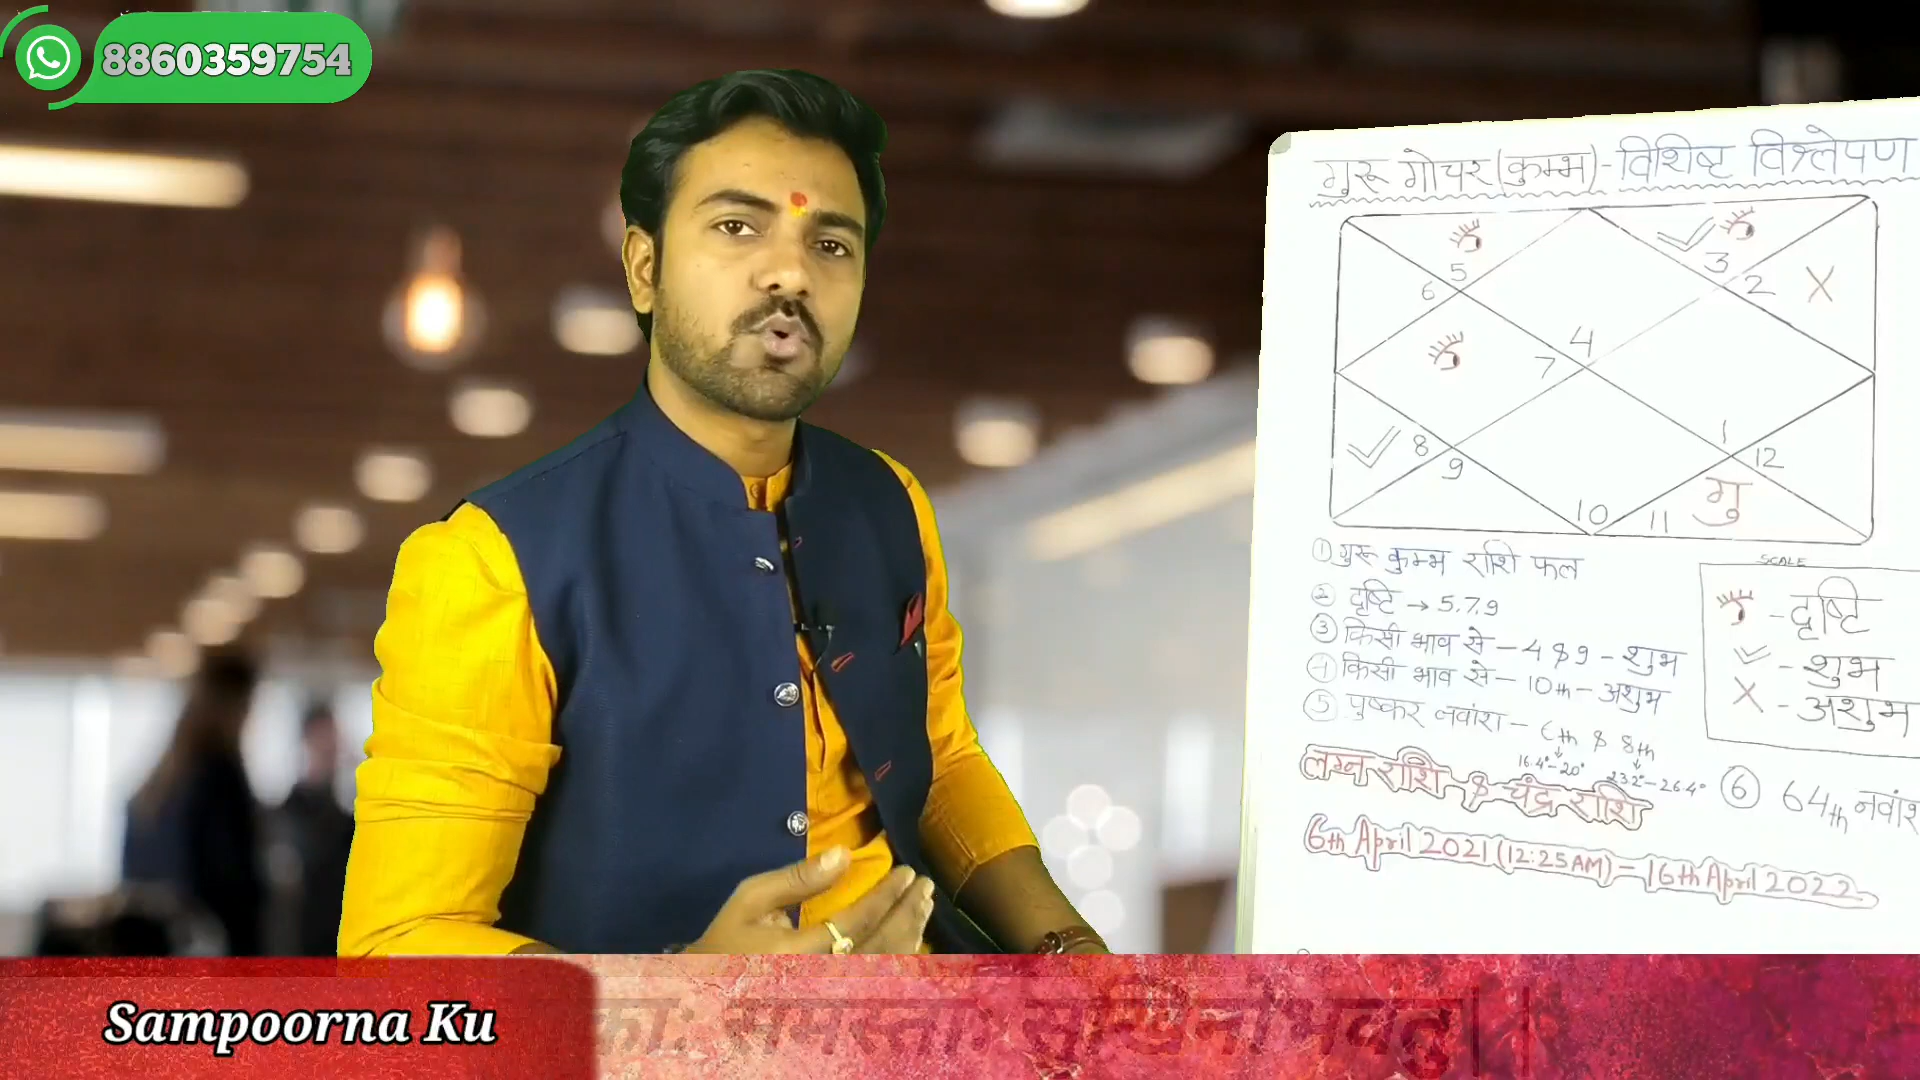 8860359754
गुरू गोचर (कुम्भ) - विशिष्ट विश्लेषण
5
3
6
2
X
4
7
8
1
12
9
गु
10
11
SCALE
① गुरू कुम्भ राशि फल
② दृष्टि → 5.7.9
③ किसी भाव से - 4 & 9 - शुभ
④ किसी भाव से - 10th - अशुभ
⑤ पुष्कर नवांश - 6th & 8th
16.4° - 20° 23.2° - 26.4°
- दृष्टि
- शुभ
X - अशुभ
लग्न राशि & चंद्र राशि
⑥ 64th नवांश
6th April 2021 (12:25 AM) - 16th April 2022
Sampoorna Ku
काः समस्ताः सुखिनोभवतु||